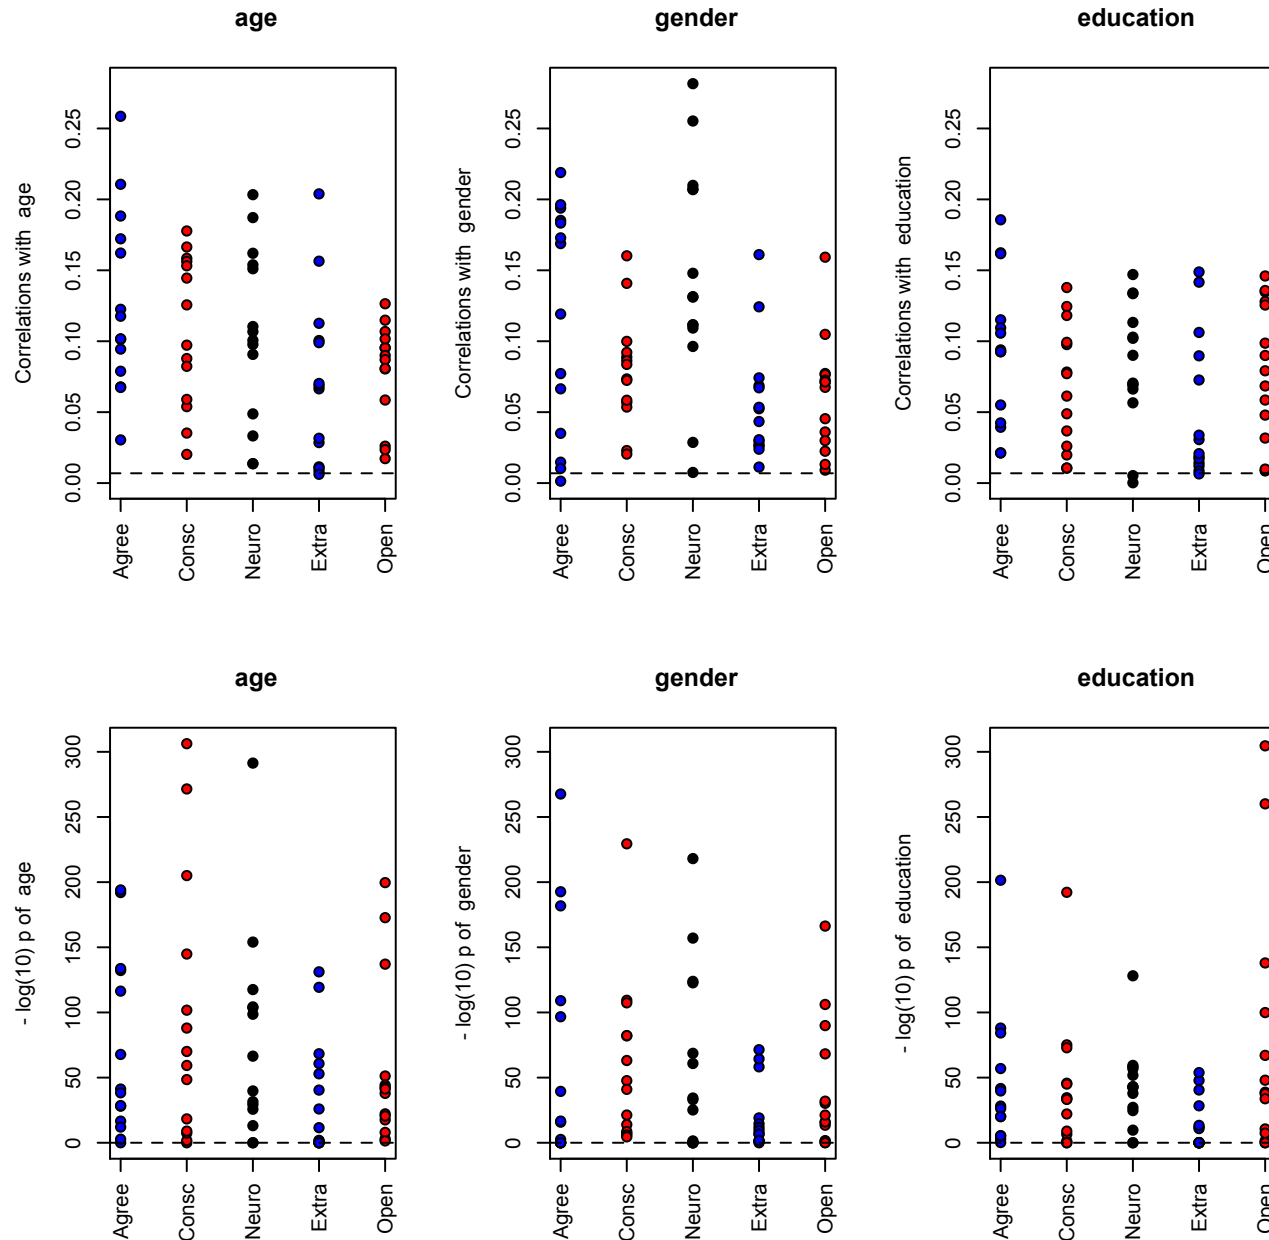 age
gender
education
Correlations with age
0.00
0.05
0.10
0.15
0.20
0.25
Agree
Consc
Neuro
Extra
Open
Correlations with gender
0.00
0.05
0.10
0.15
0.20
0.25
Agree
Consc
Neuro
Extra
Open
Correlations with education
0.00
0.05
0.10
0.15
0.20
0.25
Agree
Consc
Neuro
Extra
Open
age
gender
education
- log(10) p of age
0
50
100
150
200
250
300
Agree
Consc
Neuro
Extra
Open
- log(10) p of gender
0
50
100
150
200
250
300
Agree
Consc
Neuro
Extra
Open
- log(10) p of education
0
50
100
150
200
250
300
Agree
Consc
Neuro
Extra
Open